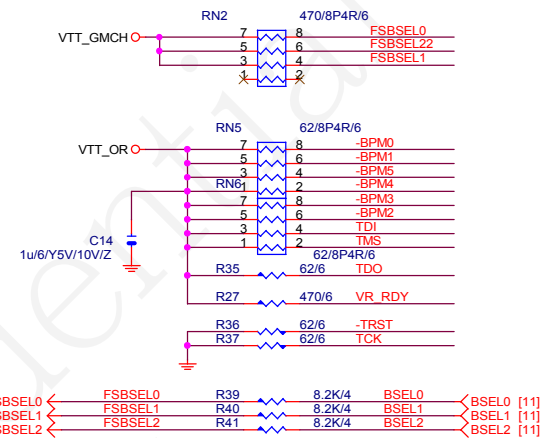 RN2 470/8P4R/6
VTT_GMCH 7 8 FSBSEL0
5 6 FSBSEL22
3 4 FSBSEL1
1 2
RN5 62/8P4R/6
VTT_OR 7 8 -BPM0
5 6 -BPM1
3 4 -BPM5
RN6 1 2 -BPM4
7 8 -BPM3
5 6 -BPM2
3 4 TDI
1 2 TMS
C14
1u/6/Y5V/10V/Z
62/8P4R/6
R35 62/6 TDO
R27 470/6 VR_RDY
R36 62/6 -TRST
R37 62/6 TCK
SBSEL0 FSBSEL0 R39 8.2K/4 BSEL0 BSEL0 [11]
SBSEL1 FSBSEL1 R40 8.2K/4 BSEL1 BSEL1 [11]
SBSEL2 FSBSEL2 R41 8.2K/4 BSEL2 BSEL2 [11]